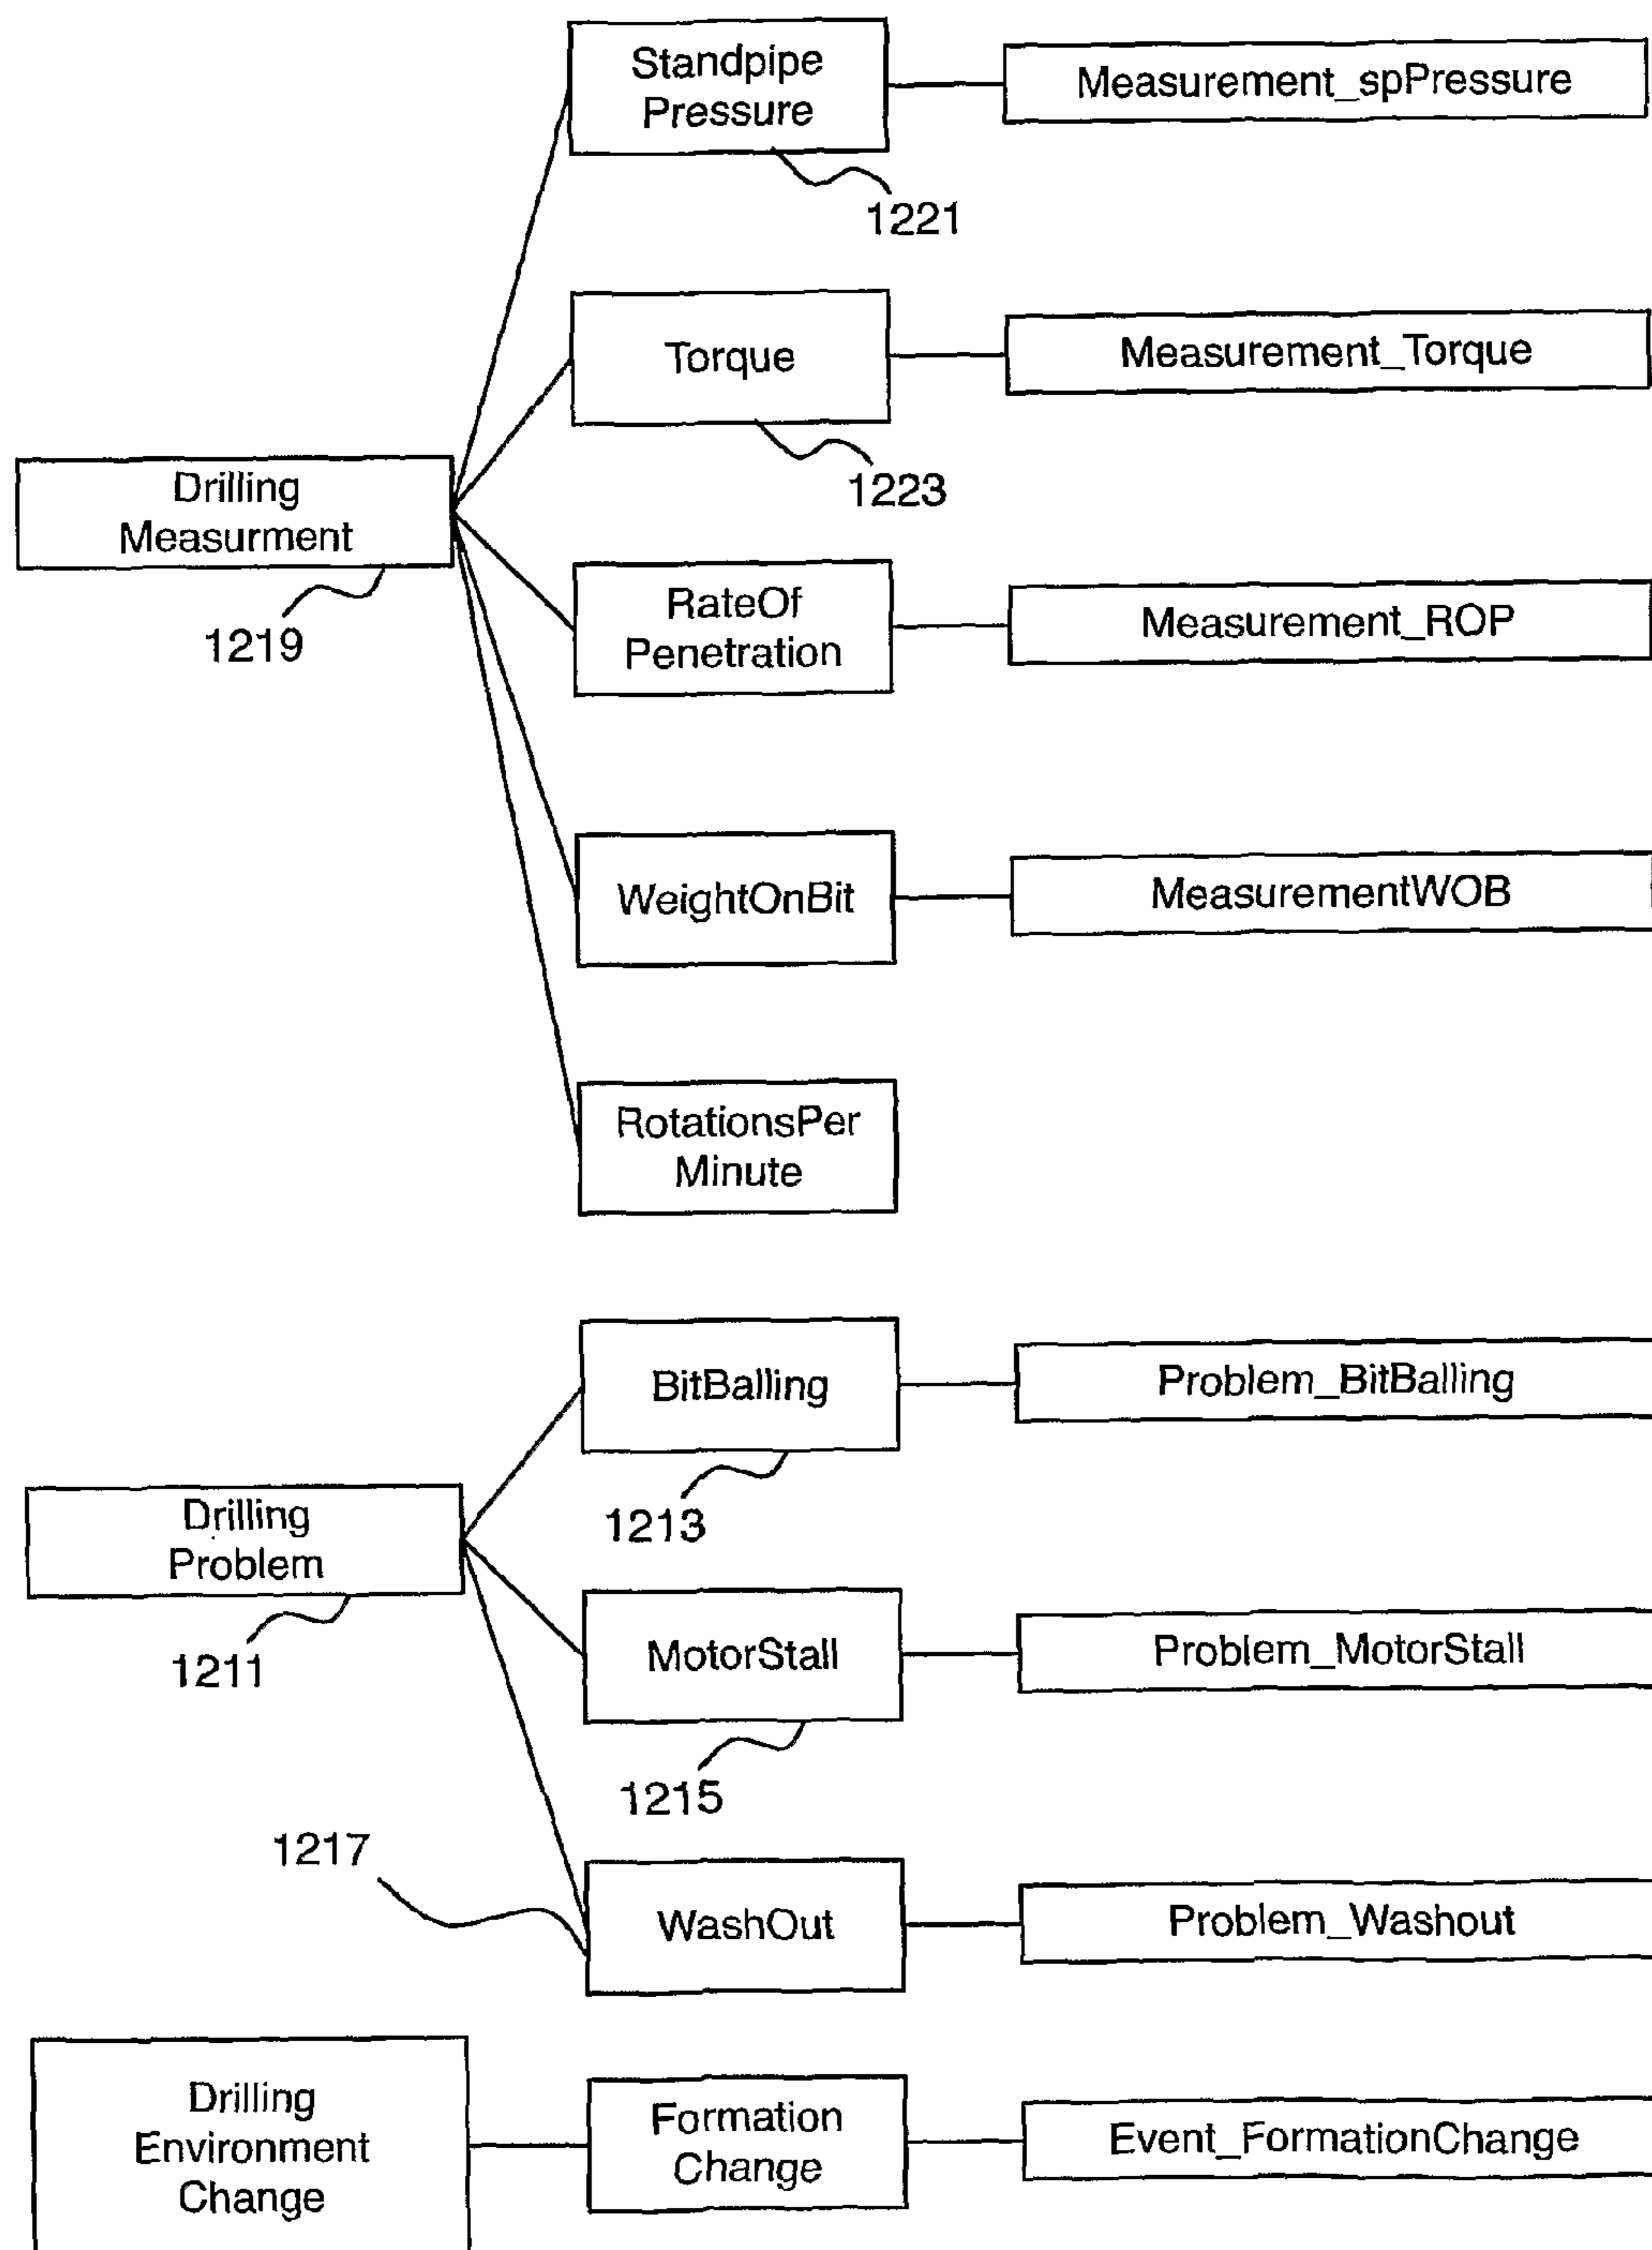 Standpipe
Pressure
Measurement_spPressure
1221
Torque
Measurement_Torque
1223
Drilling
Measurment
1219
RateOf
Penetration
Measurement_ROP
WeightOnBit
MeasurementWOB
RotationsPer
Minute
BitBalling
Problem_BitBalling
1213
Drilling
Problem
1211
MotorStall
Problem_MotorStall
1215
1217
WashOut
Problem_Washout
Drilling
Environment
Change
Formation
Change
Event_FormationChange